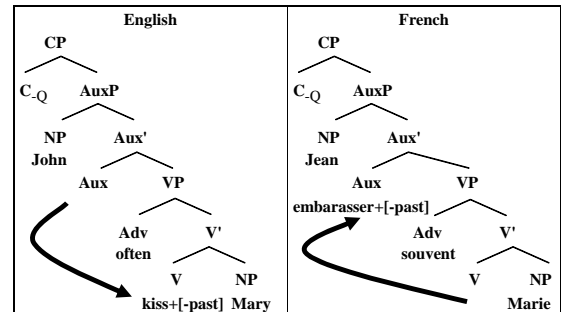 English
CP
C-Q AuxP
NP Aux'
John
Aux VP
Adv V'
often
V NP
kiss+[-past] Mary
French
CP
C-Q AuxP
NP Aux'
Jean
Aux VP
embarasser+[-past]
Adv V'
souvent
V NP
Marie